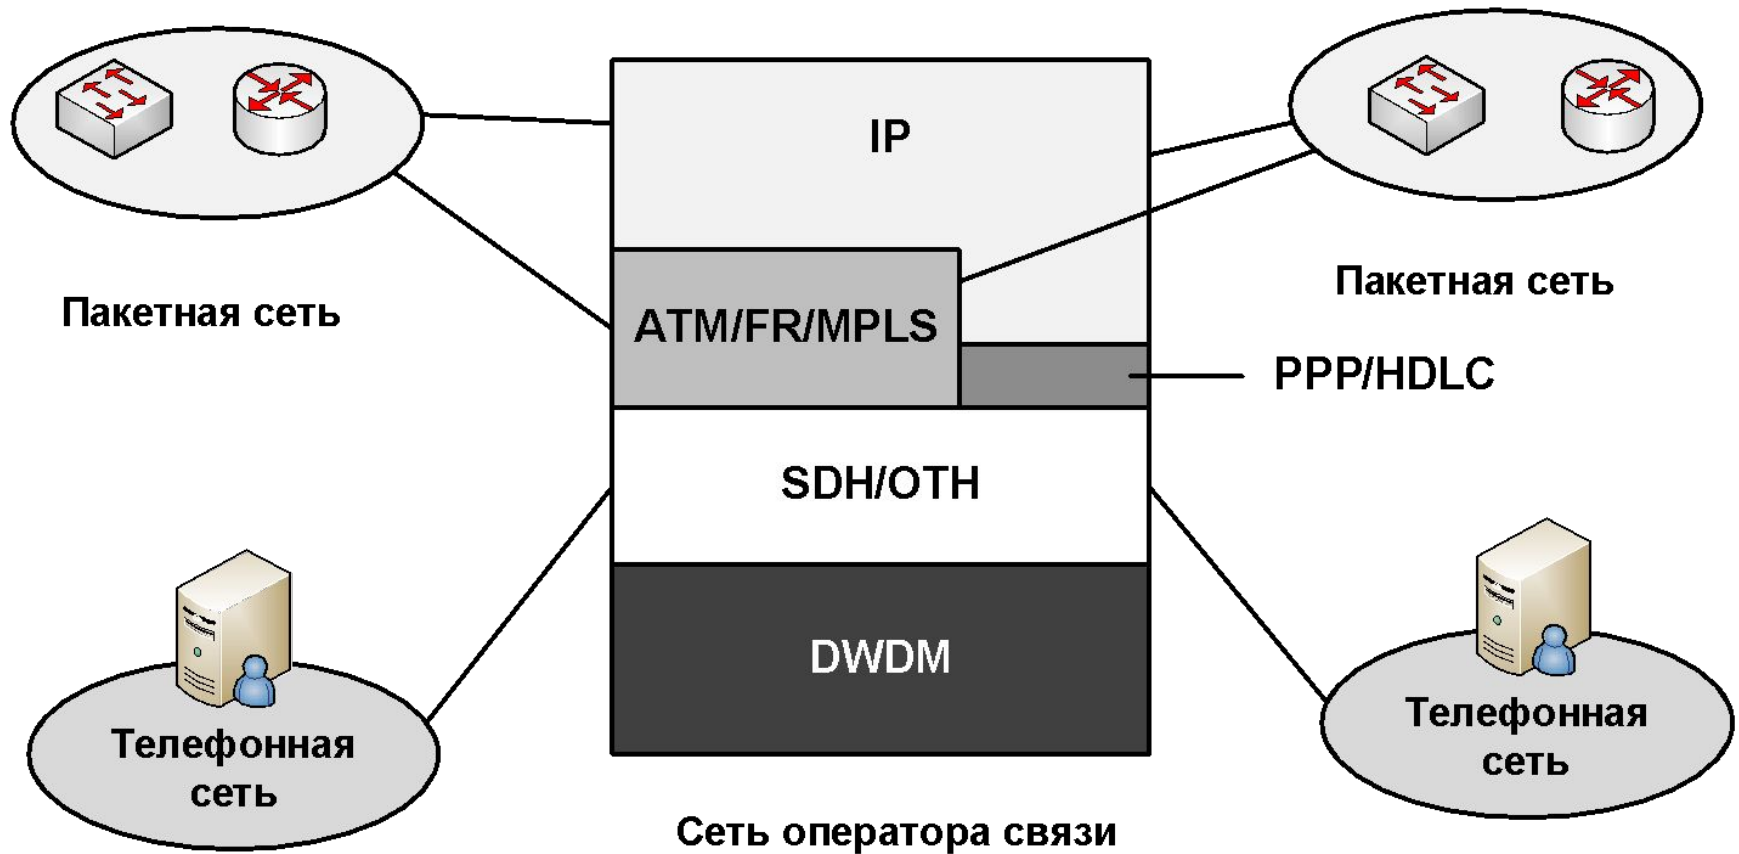 IP
Пакетная сеть
Пакетная сеть
ATM/FR/MPLS
PPP/HDLC
SDH/OTH
DWDM
Телефонная
сеть
Телефонная
сеть
Сеть оператора связи